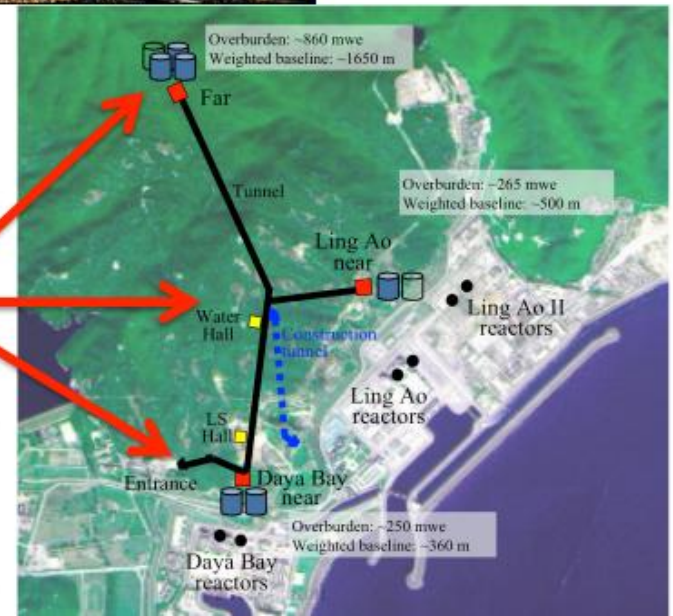 Overburden: ~860 mwe
Weighted baseline: ~1650 m
Far
Tunnel
Overburden: ~265 mwe
Weighted baseline: ~500 m
Ling Ao
near
Ling Ao II
reactors
Water
Hall
Construction
tunnel
Ling Ao
reactors
LS
Hall
Entrance
Daya Bay
near
Overburden: ~250 mwe
Weighted baseline: ~360 m
Daya Bay
reactors